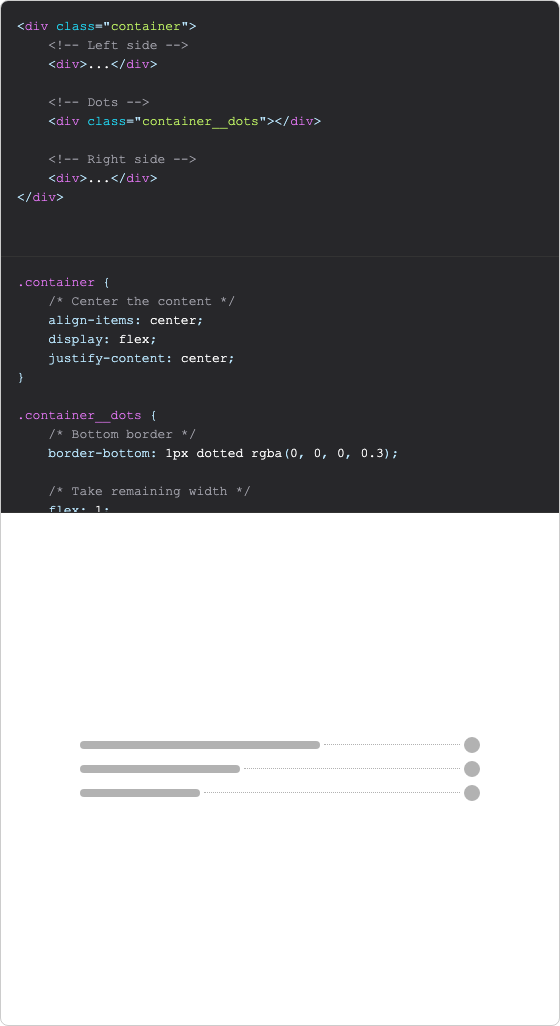 <div class="container">
    <!-- Left side -->
    <div>...</div>

    <!-- Dots -->
    <div class="container__dots"></div>

    <!-- Right side -->
    <div>...</div>
</div>

.container {
    /* Center the content */
    align-items: center;
    display: flex;
    justify-content: center;
}

.container__dots {
    /* Bottom border */
    border-bottom: 1px dotted rgba(0, 0, 0, 0.3);

    /* Take remaining width */
    flex: 1;